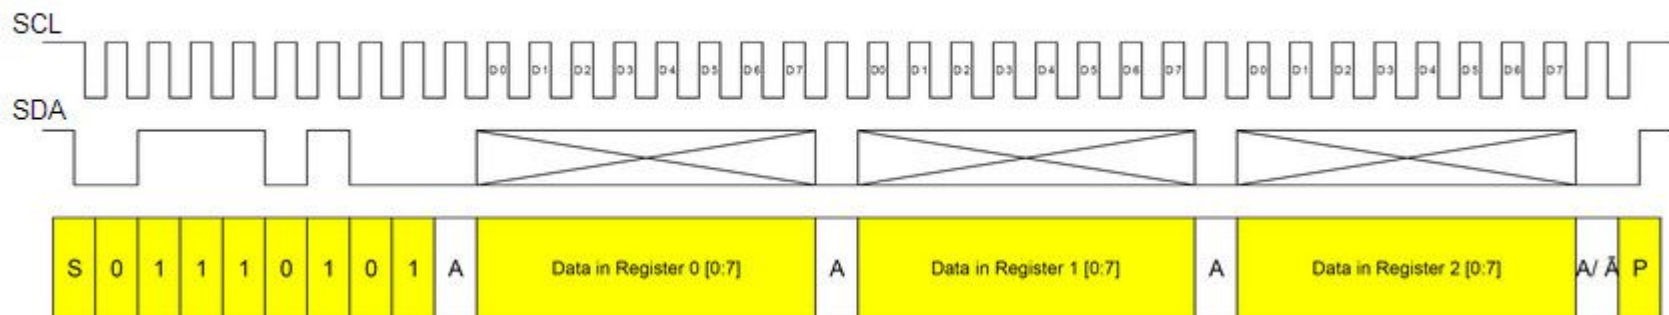 SCL
D0 D1 D2 D3 D4 D5 D6 D7 D0 D1 D2 D3 D4 D5 D6 D7 D0 D1 D2 D3 D4 D5 D6 D7
SDA
S 0 1 1 1 0 1 0 1 A Data in Register 0 [0:7] A Data in Register 1 [0:7] A Data in Register 2 [0:7] A/ Ā P